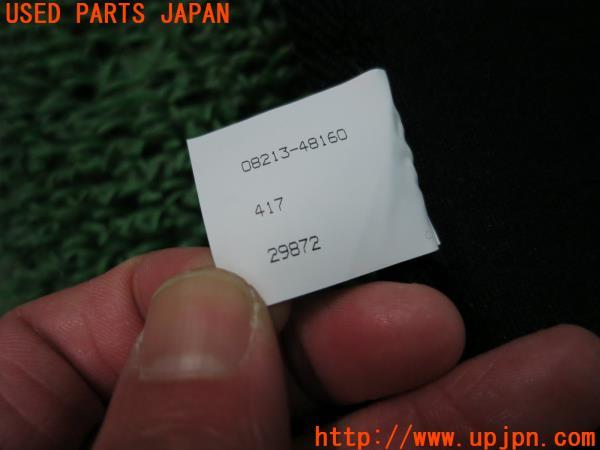 USED PARTS JAPAN
08213-48160
417
29872
http://www.upjpn.com